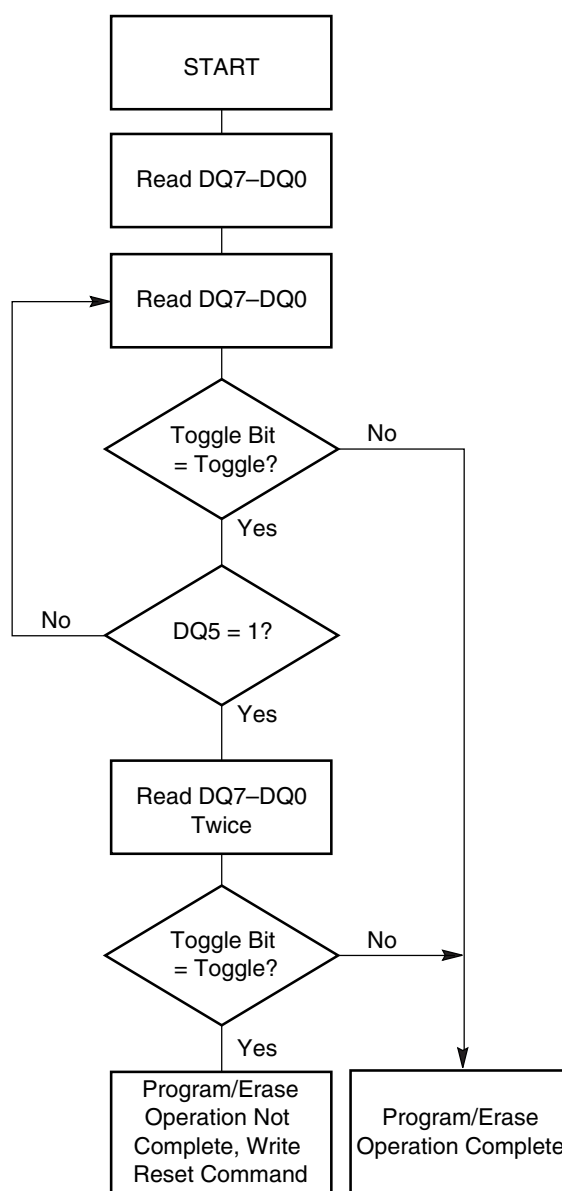 START
Read DQ7–DQ0
Read DQ7–DQ0
Toggle Bit
= Toggle?
No
Yes
No
DQ5 = 1?
Yes
Read DQ7–DQ0
Twice
Toggle Bit
= Toggle?
No
Yes
Program/Erase
Operation Not
Complete, Write
Reset Command
Program/Erase
Operation Complete